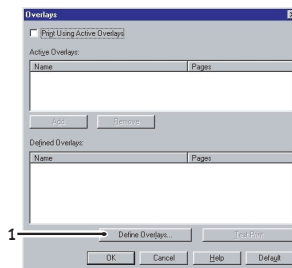 Overlays
Print Using Active Overlays
Active Overlays:
Name Pages
Add Remove
Defined Overlays:
Name Pages
1 Define Overlays... Test Print
OK Cancel Help Default